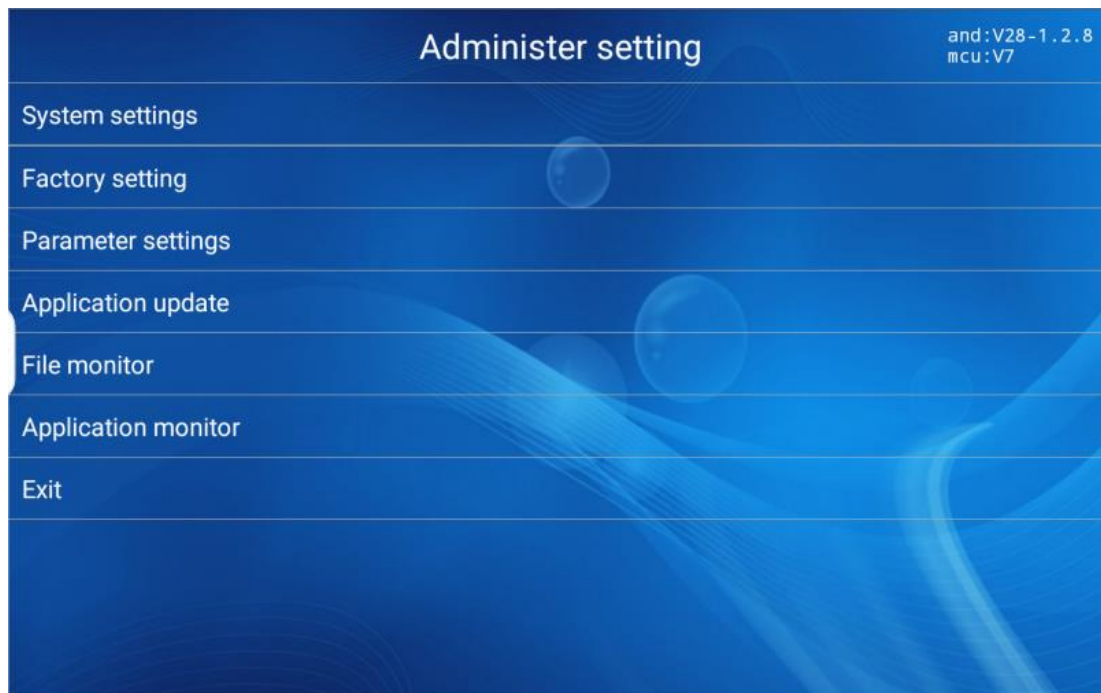 Administer setting
and:V28-1.2.8
mcu:V7
System settings
Factory setting
Parameter settings
Application update
File monitor
Application monitor
Exit